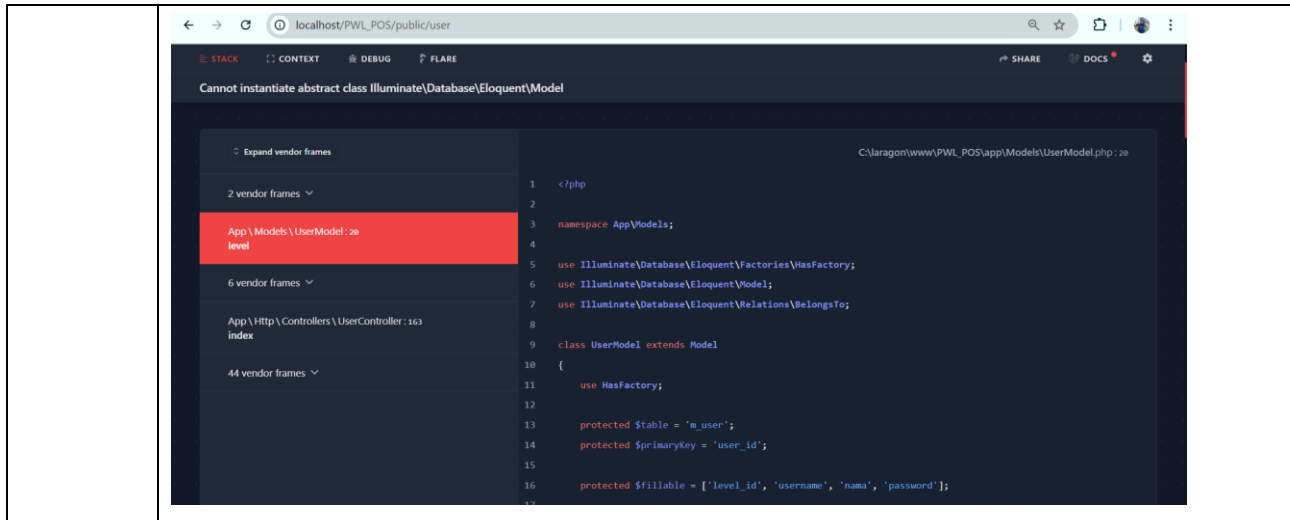 localhost/PWL_POS/public/user
STACK CONTEXT DEBUG FLARE SHARE DOCS
Cannot instantiate abstract class Illuminate\Database\Eloquent\Model
Expand vendor frames
C:\laragon\www\PWL_POS\app\Models\UserModel.php : 20
2 vendor frames
App \ Models \ UserModel : 20
level
6 vendor frames
App \ Http \ Controllers \ UserController : 163
index
44 vendor frames
1 <?php
2
3 namespace App\Models;
4
5 use Illuminate\Database\Eloquent\Factories\HasFactory;
6 use Illuminate\Database\Eloquent\Model;
7 use Illuminate\Database\Eloquent\Relations\BelongsTo;
8
9 class UserModel extends Model
10 {
11 use HasFactory;
12
13 protected $table = 'm_user';
14 protected $primaryKey = 'user_id';
15
16 protected $fillable = ['level_id', 'username', 'nama', 'password'];
17